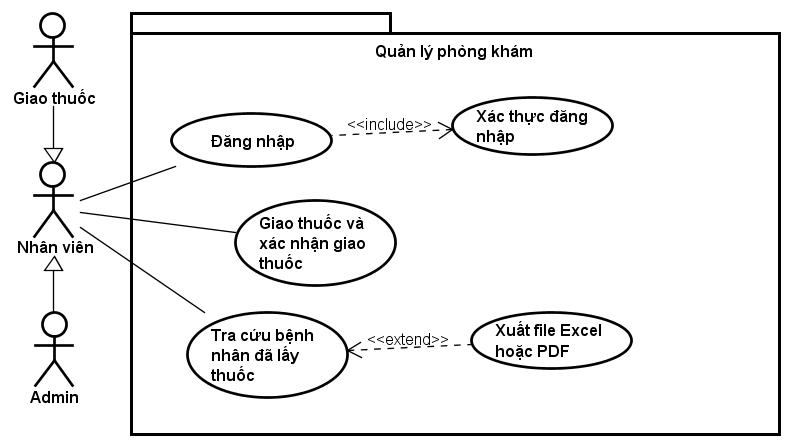 Quản lý phòng khám
Giao thuốc
Đăng nhập
<<include>>
Xác thực đăng
nhập
Nhân viên
Giao thuốc và
xác nhận giao
thuốc
Tra cứu bệnh
nhân đã lấy
thuốc
<<extend>>
Xuất file Excel
hoặc PDF
Admin